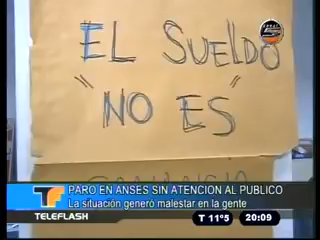 EL SUELDO
"NO ES
GANANCIA
PARO EN ANSES SIN ATENCION AL PUBLICO
La situación generó malestar en la gente
TELEFLASH
T 11°5
20:09